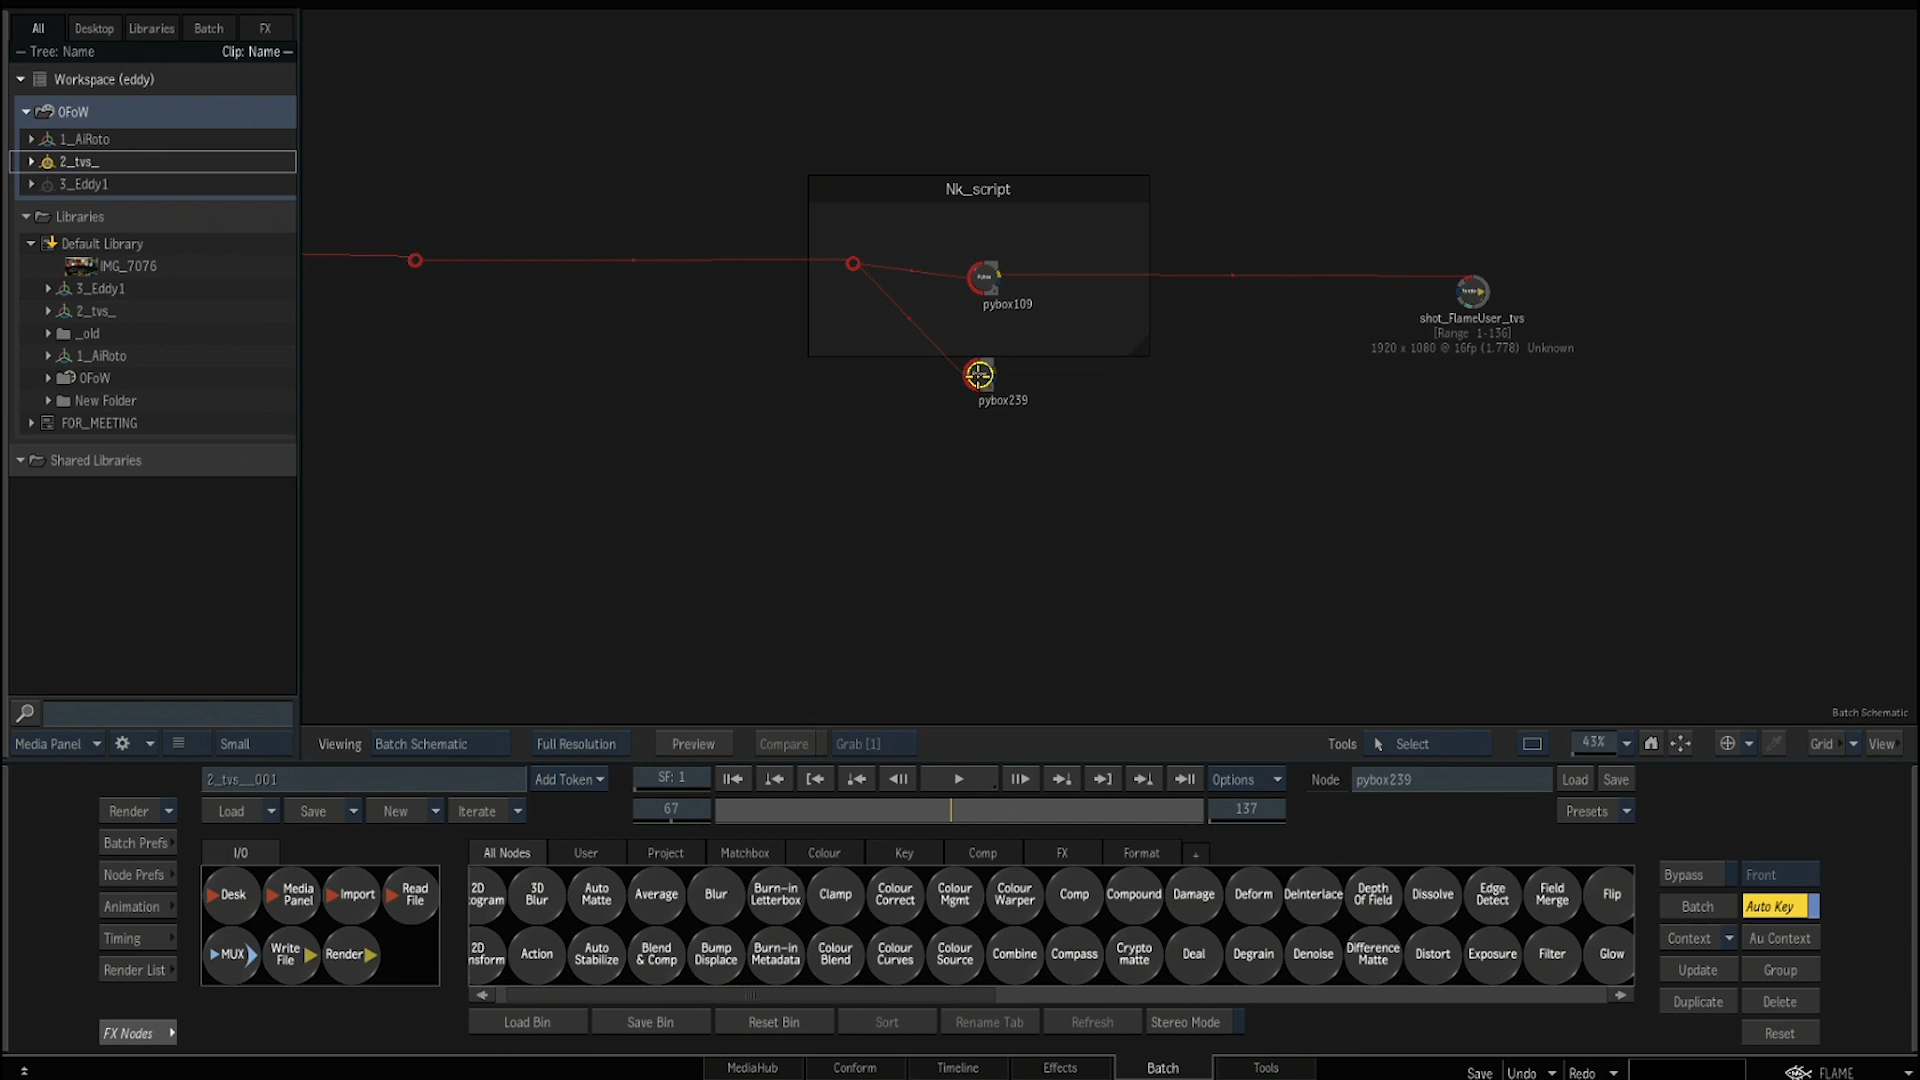 All Desktop Libraries Batch FX
Tree: Name Clip: Name
Workspace (eddy)
OFoW
1_AiRoto
2_tvs_
3_Eddy1
Libraries
Default Library
IMG_7076
3_Eddy1
2_tvs_
_old
1_AiRoto
OFoW
New Folder
FOR_MEETING
Shared Libraries
Nk_script
pybox109
pybox239
shot_FlameUser_tvs
[Range 1-136]
1920 x 1080 @ 16fp (1.778) Unknown
Batch Schematic
Media Panel Small Viewing Batch Schematic Full Resolution Preview Compare Grab [1] Tools Select 43% Grid View
2_tvs__001 Add Token SF: 1 Options Node pybox239 Load Save
Render Load Save New Iterate 67 137 Presets
Batch Prefs
Node Prefs
Animation
Timing
Render List
FX Nodes
I/O
Desk Media Panel Import Read File
MUX Write File Render
All Nodes User Project Matchbox Colour Key Comp FX Format +
2D ogram 3D Blur Auto Matte Average Blur Burn-in Letterbox Clamp Colour Correct Colour Mgmt Colour Warper Comp Compound Damage Deform DeInterlace Depth Of Field Dissolve Edge Detect Field Merge Flip
2D nsform Action Auto Stabilize Blend & Comp Bump Displace Burn-in Metadata Colour Blend Colour Curves Colour Source Combine Compass Crypto matte Deal Degrain Denoise Difference Matte Distort Exposure Filter Glow
Load Bin Save Bin Reset Bin Sort Rename Tab Refresh Stereo Mode
Bypass Front
Batch Auto Key
Context Au Context
Update Group
Duplicate Delete
Reset
MediaHub Conform Timeline Effects Batch Tools Save Undo Redo FLAME